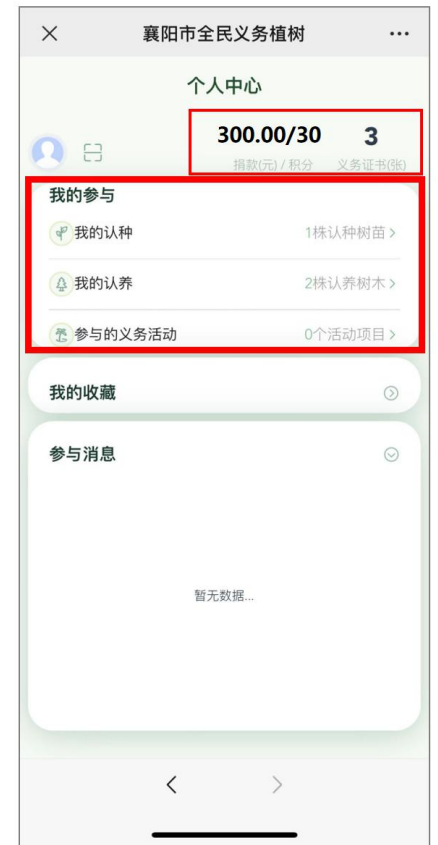 襄阳市全民义务植树
个人中心
300.00/30 3
捐款(元) / 积分 义务证书(张)
我的参与
我的认种 1株认种树苗
我的认养 2株认养树木
参与的义务活动 0个活动项目
我的收藏
参与消息
暂无数据...